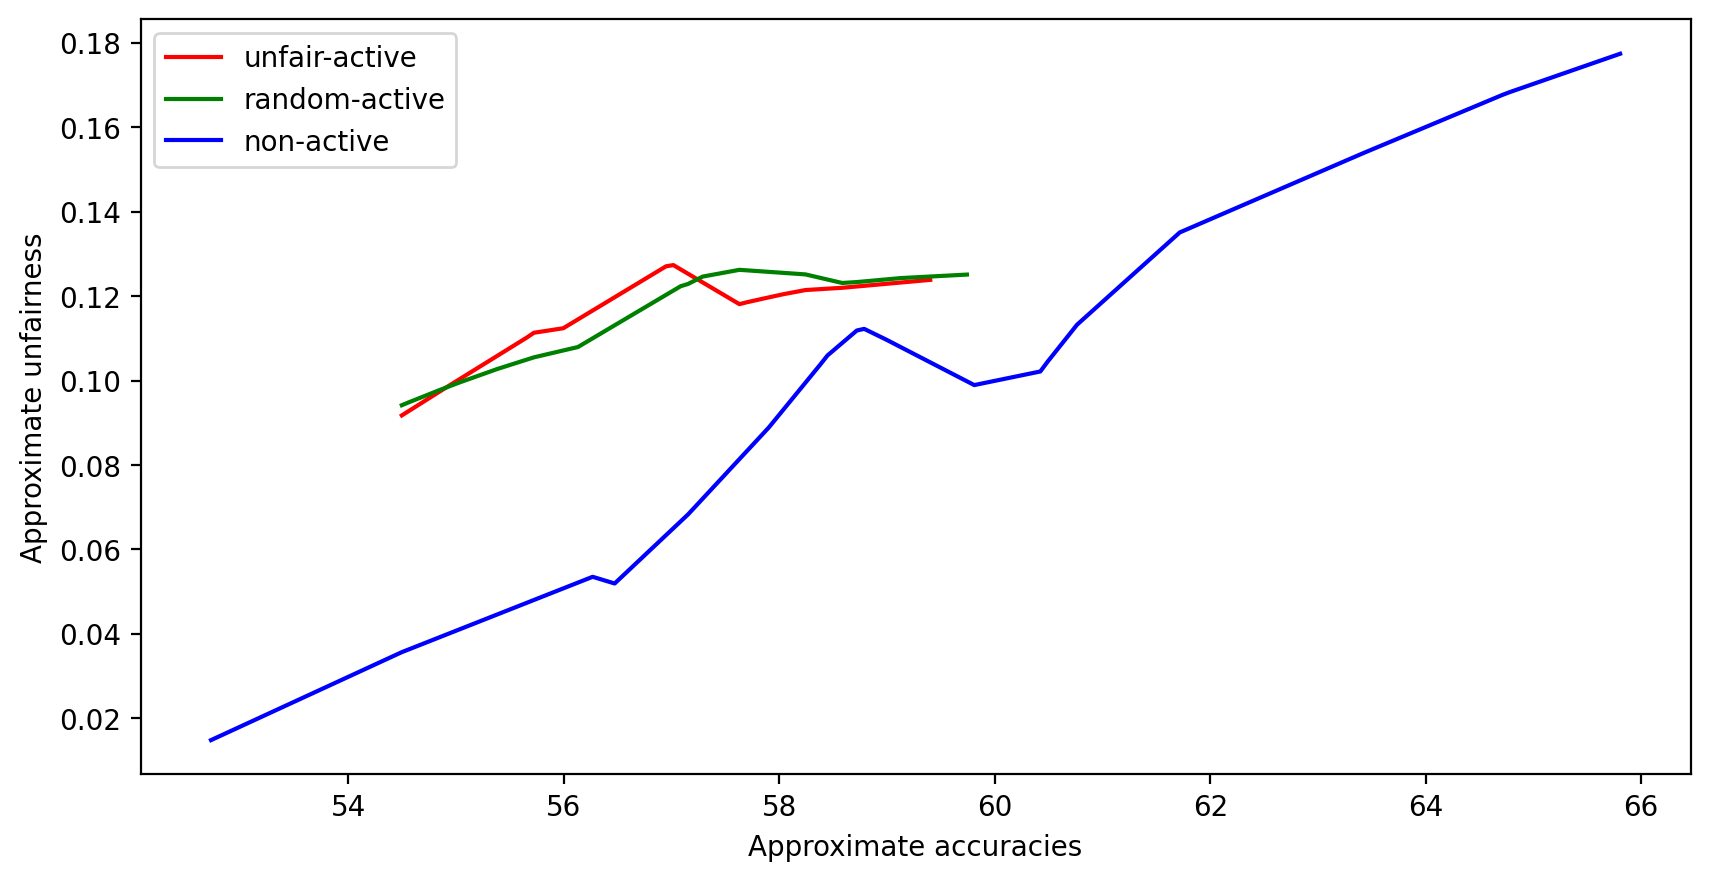 unfair-active
random-active
non-active
0.18
0.16
0.14
0.12
0.10
0.08
0.06
0.04
0.02
Approximate unfairness
54 56 58 60 62 64 66
Approximate accuracies